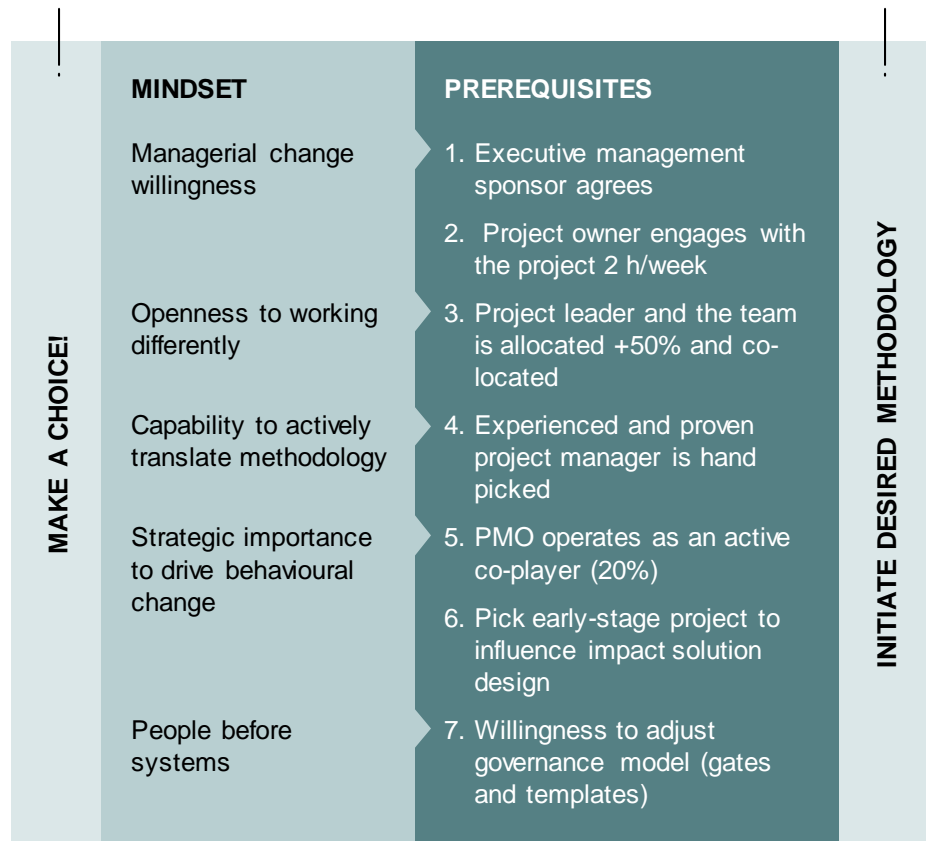 MAKE A CHOICE!
MINDSET
Managerial change
willingness
Openness to working
differently
Capability to actively
translate methodology
Strategic importance
to drive behavioural
change
People before
systems
PREREQUISITES
1. Executive management
sponsor agrees
2. Project owner engages with
the project 2 h/week
3. Project leader and the team
is allocated +50% and co-
located
4. Experienced and proven
project manager is hand
picked
5. PMO operates as an active
co-player (20%)
6. Pick early-stage project to
influence impact solution
design
7. Willingness to adjust
governance model (gates
and templates)
INITIATE DESIRED METHODOLOGY